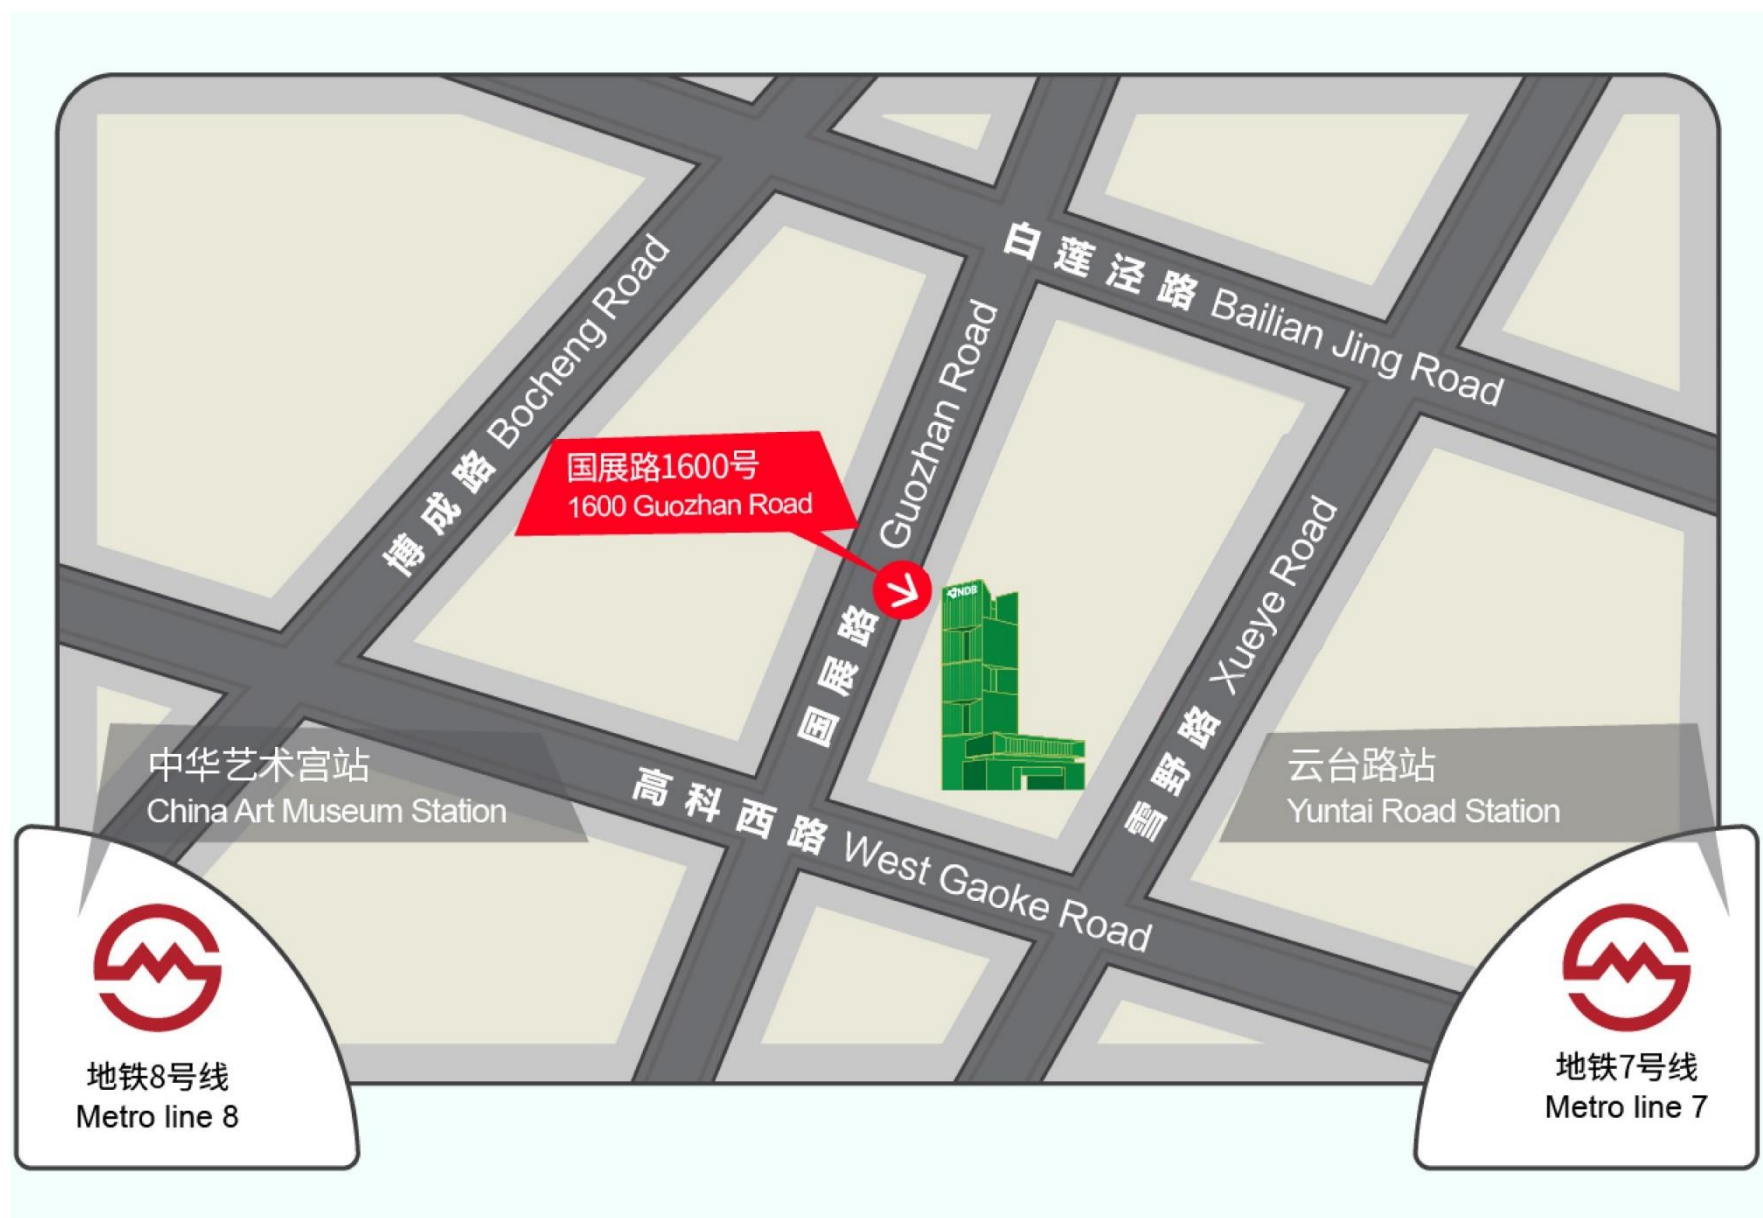 白莲泾路 Bailian Jing Road
博成路 Bocheng Road
国展路 Guozhan Road
国展路1600号
1600 Guozhan Road
NDB
雪野路 Xueye Road
高科西路 West Gaoke Road
中华艺术宫站
China Art Museum Station
云台路站
Yuntai Road Station
地铁8号线
Metro line 8
地铁7号线
Metro line 7